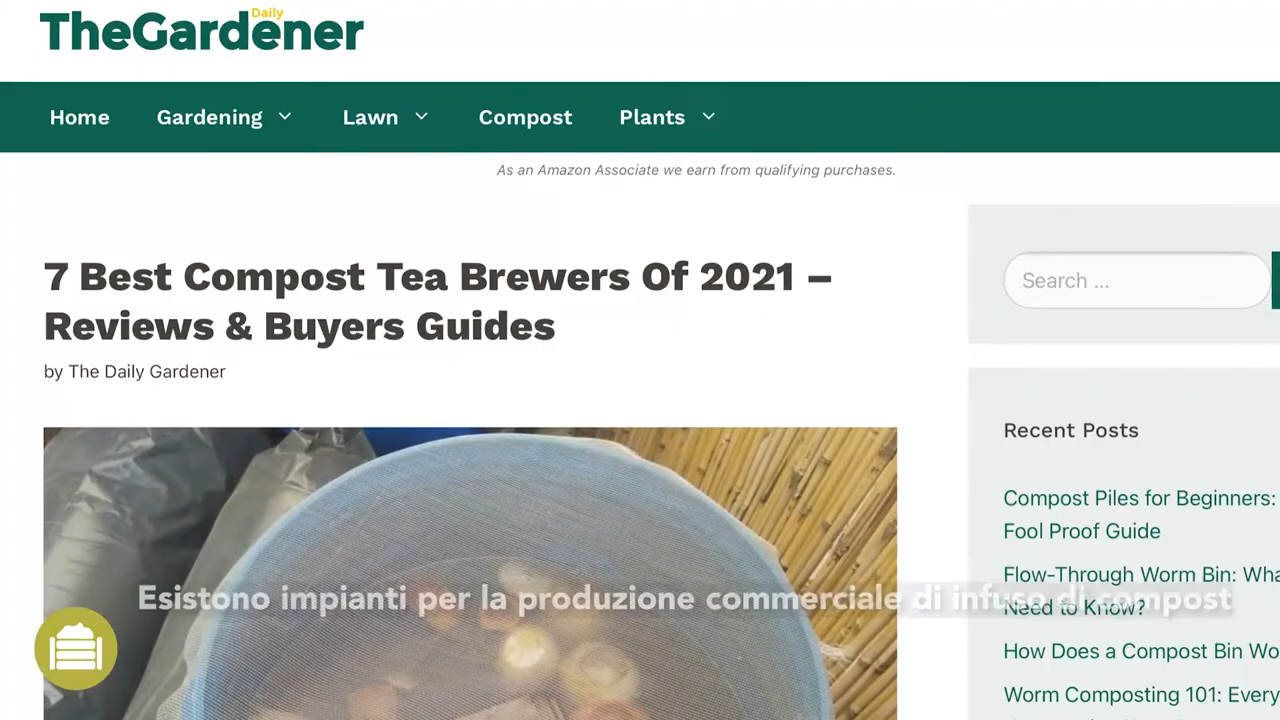 TheGardener
Daily
Home
Gardening
Lawn
Compost
Plants
As an Amazon Associate we earn from qualifying purchases.
7 Best Compost Tea Brewers Of 2021 –
Reviews & Buyers Guides
by The Daily Gardener
Search ...
Recent Posts
Compost Piles for Beginners:
Fool Proof Guide
Flow-Through Worm Bin: Wha
Need to Know?
How Does a Compost Bin Wo
Worm Composting 101: Every
Esistono impianti per la produzione commerciale di infuso di compost